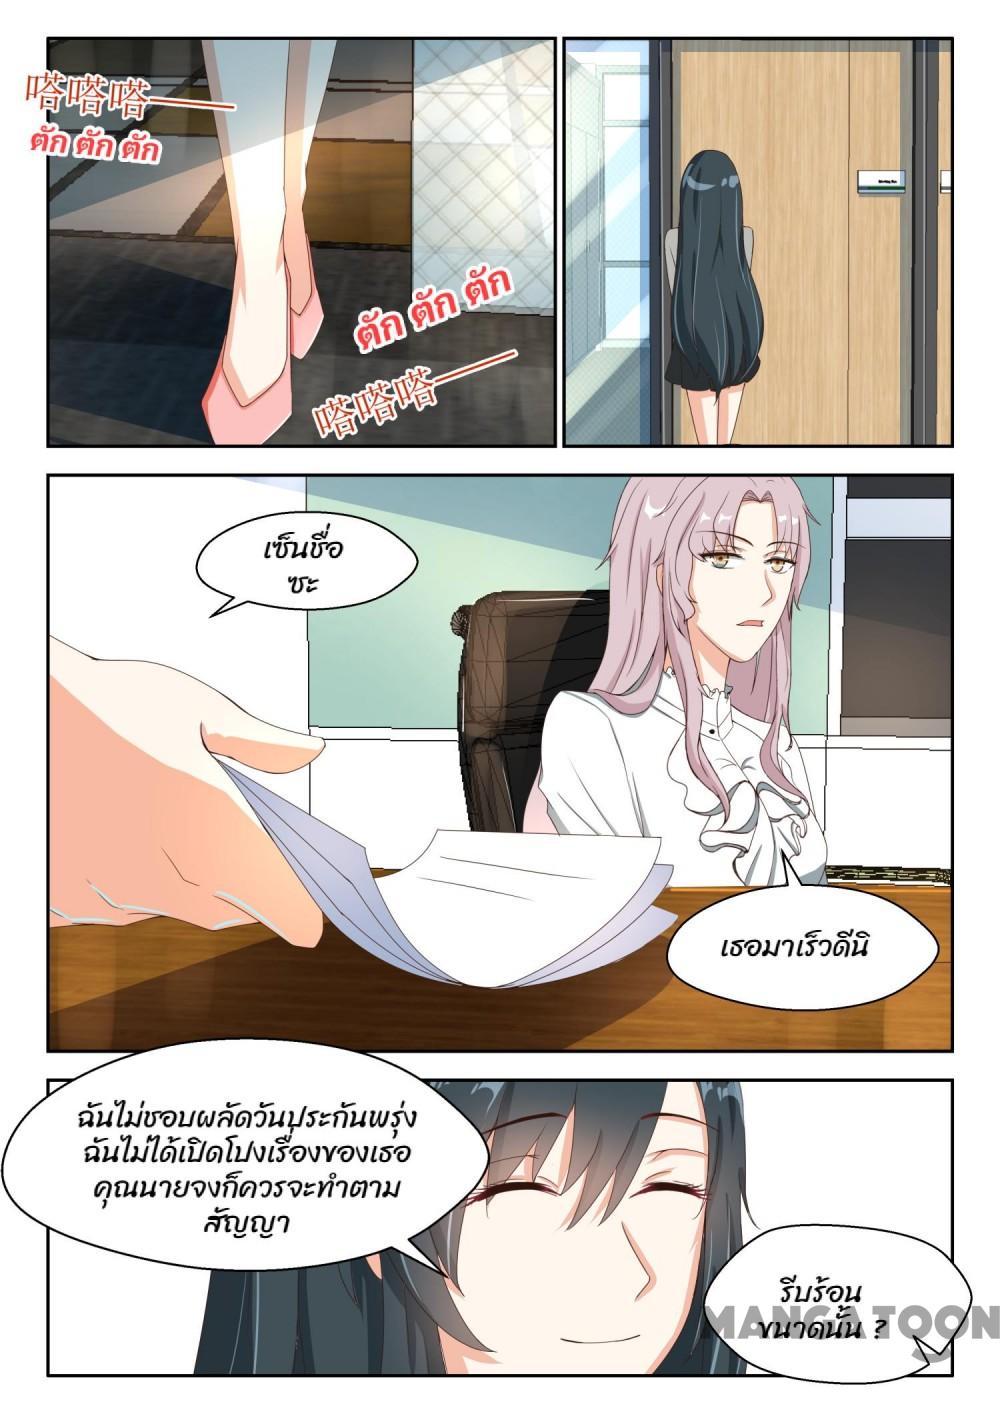 嗒嗒嗒——
ตัก ตัก ตัก
ตัก ตัก ตัก
嗒嗒嗒——
เซ็นชื่อ
ซะ
เธอมาเร็วดีนิ
ฉันไม่ชอบผลัดวันประกันพรุ่ง
ฉันไม่ได้เปิดโปงเรื่องของเธอ
คุณนายจงก็ควรจะทำตาม
สัญญา
รีบร้อน
ขนาดนั้น ?
MANGATOON